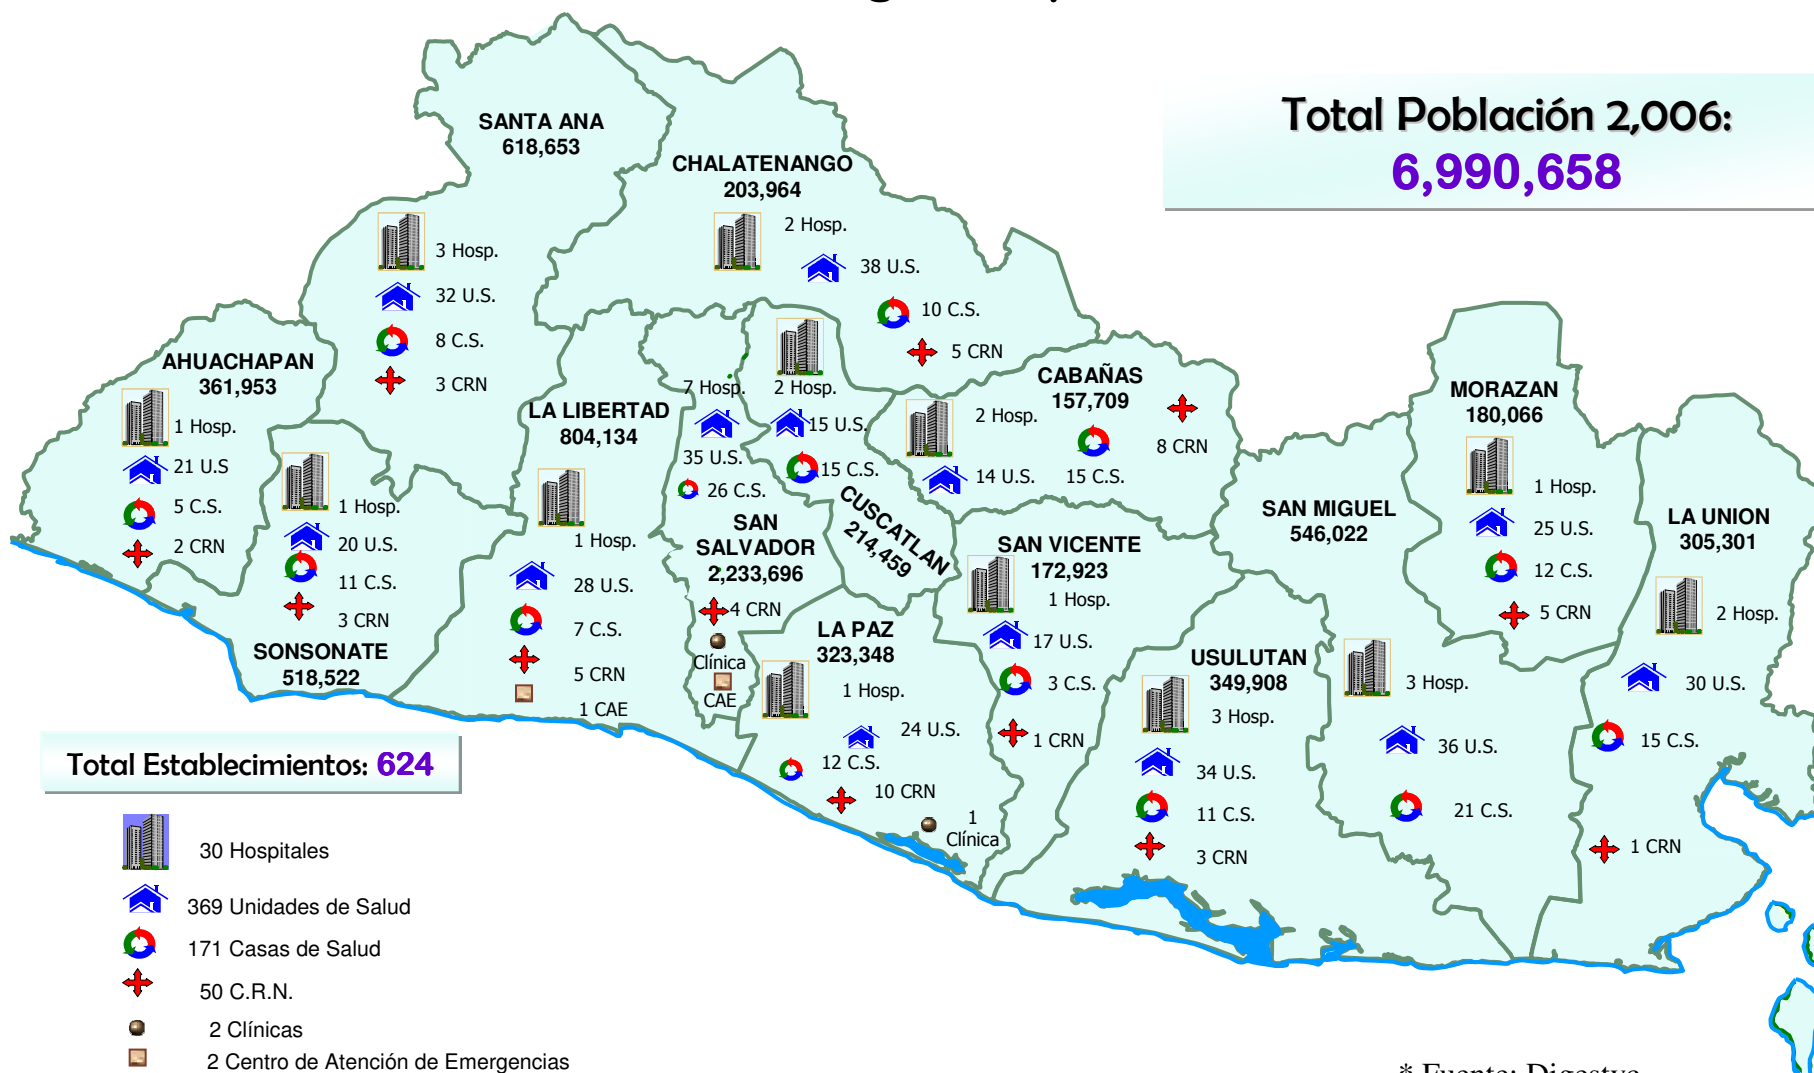 Total Población 2,006:
6,990,658
SANTA ANA
618,653
3 Hosp.
32 U.S.
8 C.S.
3 CRN
CHALATENANGO
203,964
2 Hosp.
38 U.S.
10 C.S.
5 CRN
AHUACHAPAN
361,953
1 Hosp.
21 U.S
5 C.S.
2 CRN
1 Hosp.
20 U.S.
11 C.S.
3 CRN
SONSONATE
518,522
LA LIBERTAD
804,134
1 Hosp.
28 U.S.
7 C.S.
5 CRN
1 CAE
7 Hosp.
35 U.S.
26 C.S.
SAN
SALVADOR
2,233,696
4 CRN
Clínica
CAE
2 Hosp.
15 U.S.
15 C.S.
CUSCATLAN
214,459
CABAÑAS
157,709
2 Hosp.
14 U.S.
15 C.S.
8 CRN
LA PAZ
323,348
1 Hosp.
24 U.S.
12 C.S.
10 CRN
1
Clínica
SAN VICENTE
172,923
1 Hosp.
17 U.S.
3 C.S.
1 CRN
USULUTAN
349,908
3 Hosp.
34 U.S.
11 C.S.
3 CRN
SAN MIGUEL
546,022
3 Hosp.
36 U.S.
21 C.S.
MORAZAN
180,066
1 Hosp.
25 U.S.
12 C.S.
5 CRN
LA UNION
305,301
2 Hosp.
30 U.S.
15 C.S.
1 CRN
Total Establecimientos: 624
30 Hospitales
369 Unidades de Salud
171 Casas de Salud
50 C.R.N.
2 Clínicas
2 Centro de Atención de Emergencias
* Fuente: Digestyc